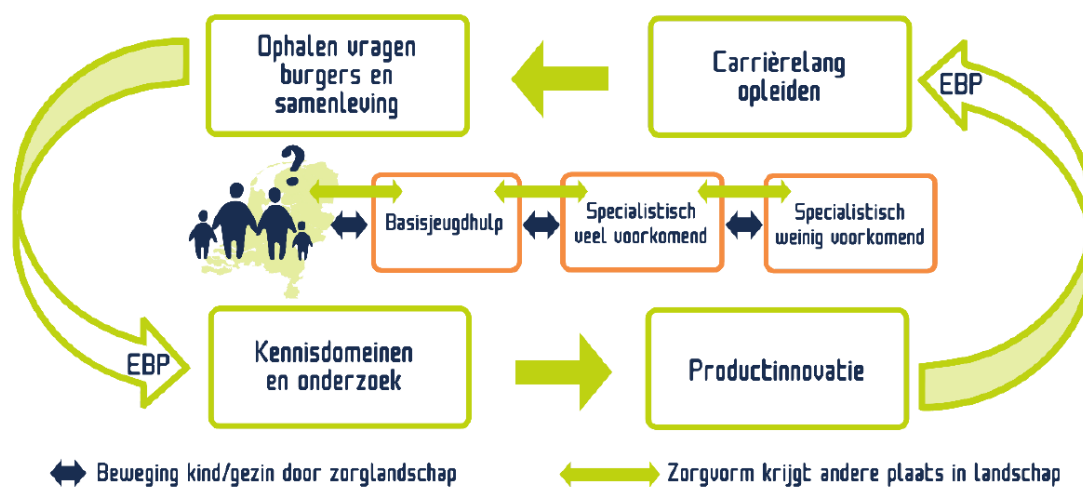 Ophalen vragen
burgers en
samenleving
Carrièrelang
opleiden
EBP
?
Basisjeugdhulp
Specialistisch
veel voorkomend
Specialistisch
weinig voorkomend
EBP
Kennisdomeinen
en onderzoek
Productinnovatie
Beweging kind/gezin door zorglandschap
Zorgvorm krijgt andere plaats in landschap